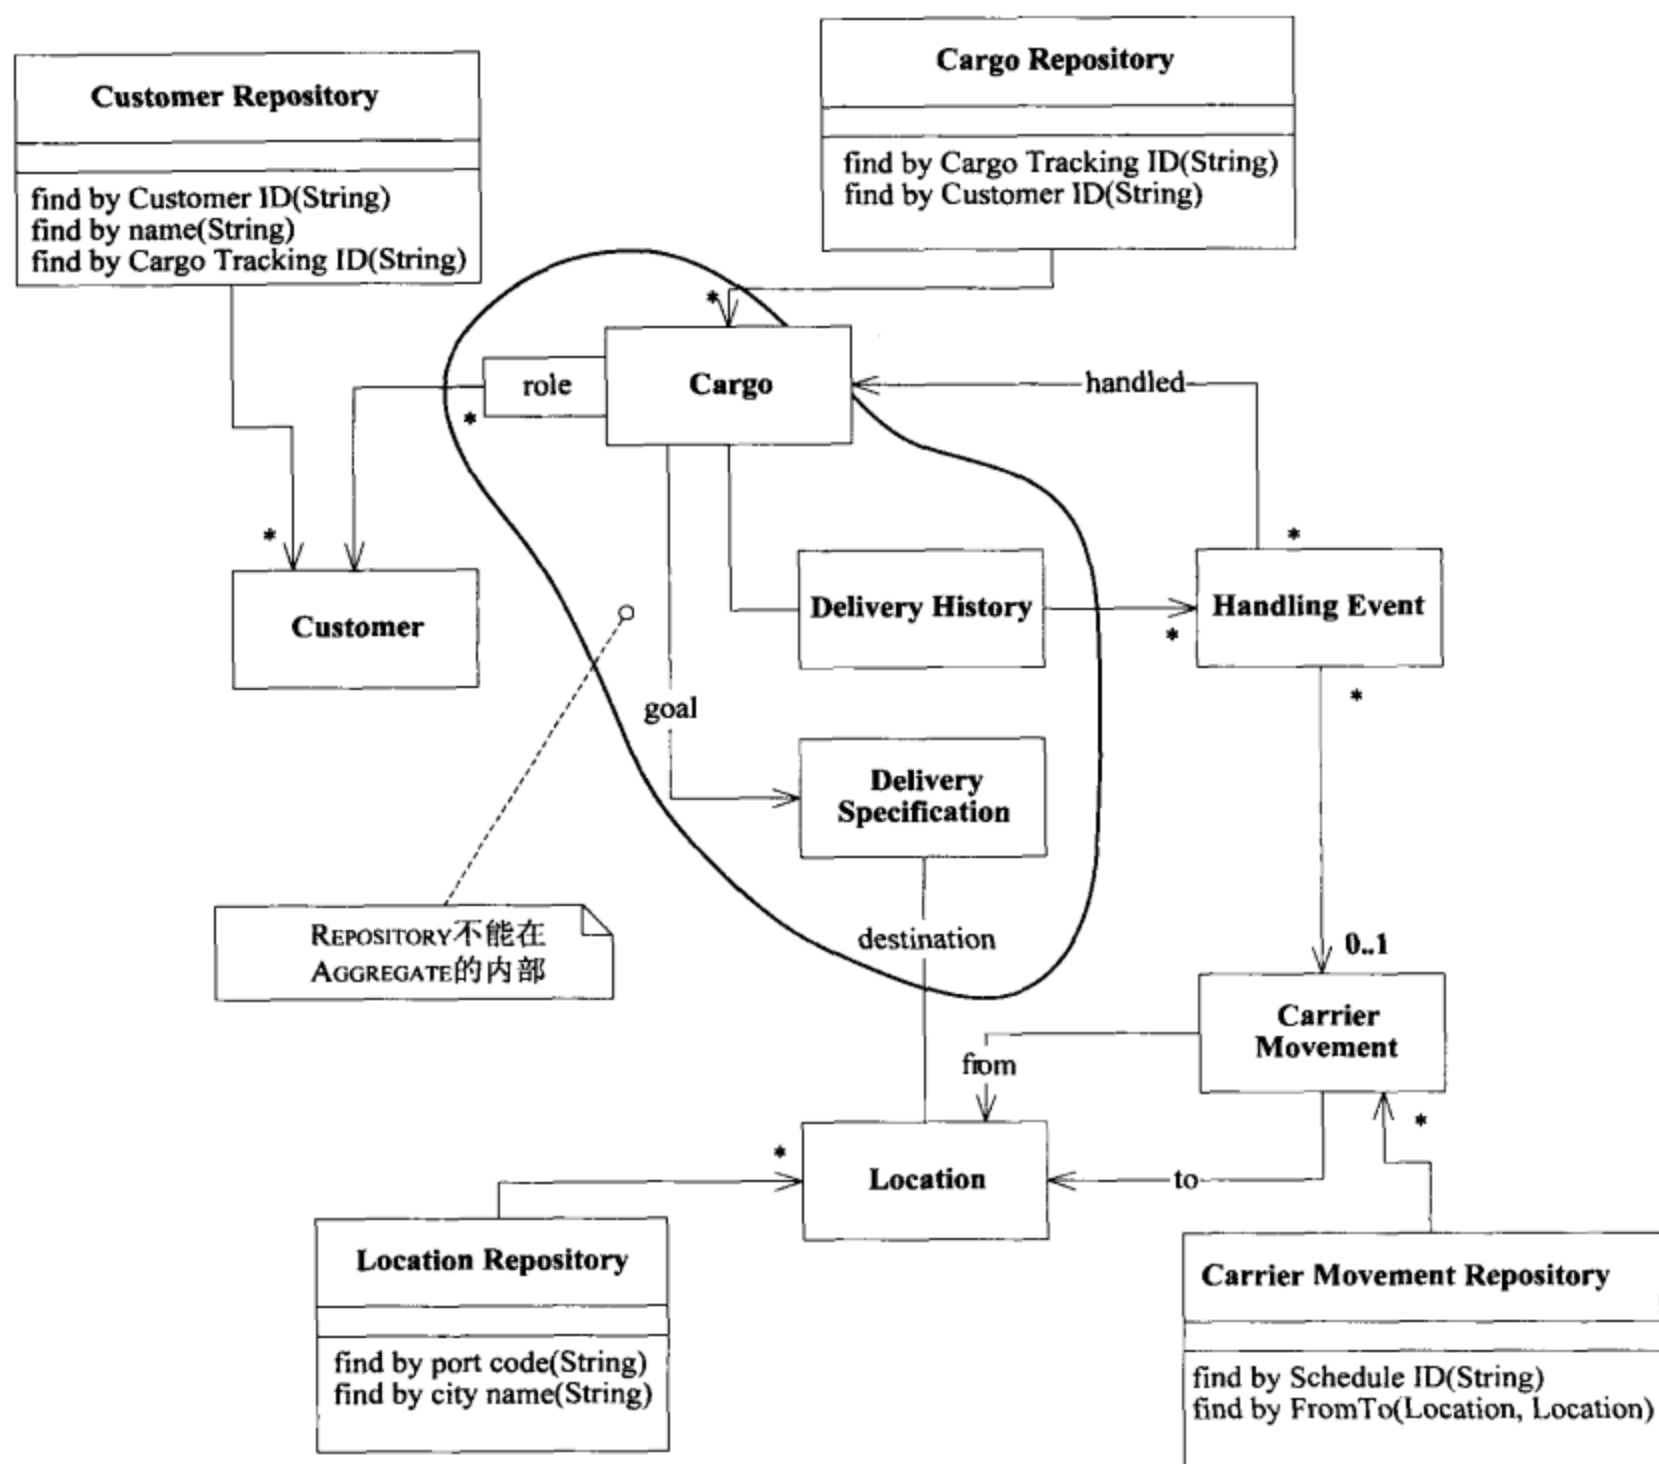 Cargo Repository
find by Cargo Tracking ID(String)
find by Customer ID(String)
Customer Repository
find by Customer ID(String)
find by name(String)
find by Cargo Tracking ID(String)
*
role
*
Cargo
handled
*
Customer
Delivery History
*
*
Handling Event
*
goal
Delivery
Specification
REPOSITORY不能在
AGGREGATE的内部
destination
0..1
Carrier
Movement
from
*
*
Location
to
Location Repository
find by port code(String)
find by city name(String)
Carrier Movement Repository
find by Schedule ID(String)
find by FromTo(Location, Location)